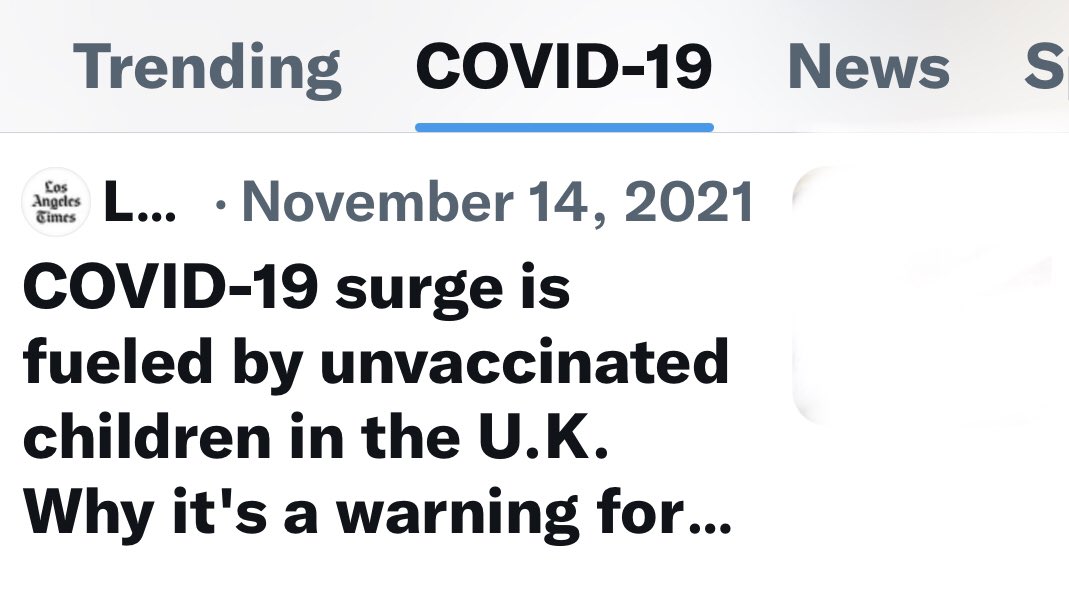 Trending COVID-19 News Sp
Los
Angeles
Times
L... · November 14, 2021
COVID-19 surge is
fueled by unvaccinated
children in the U.K.
Why it's a warning for...